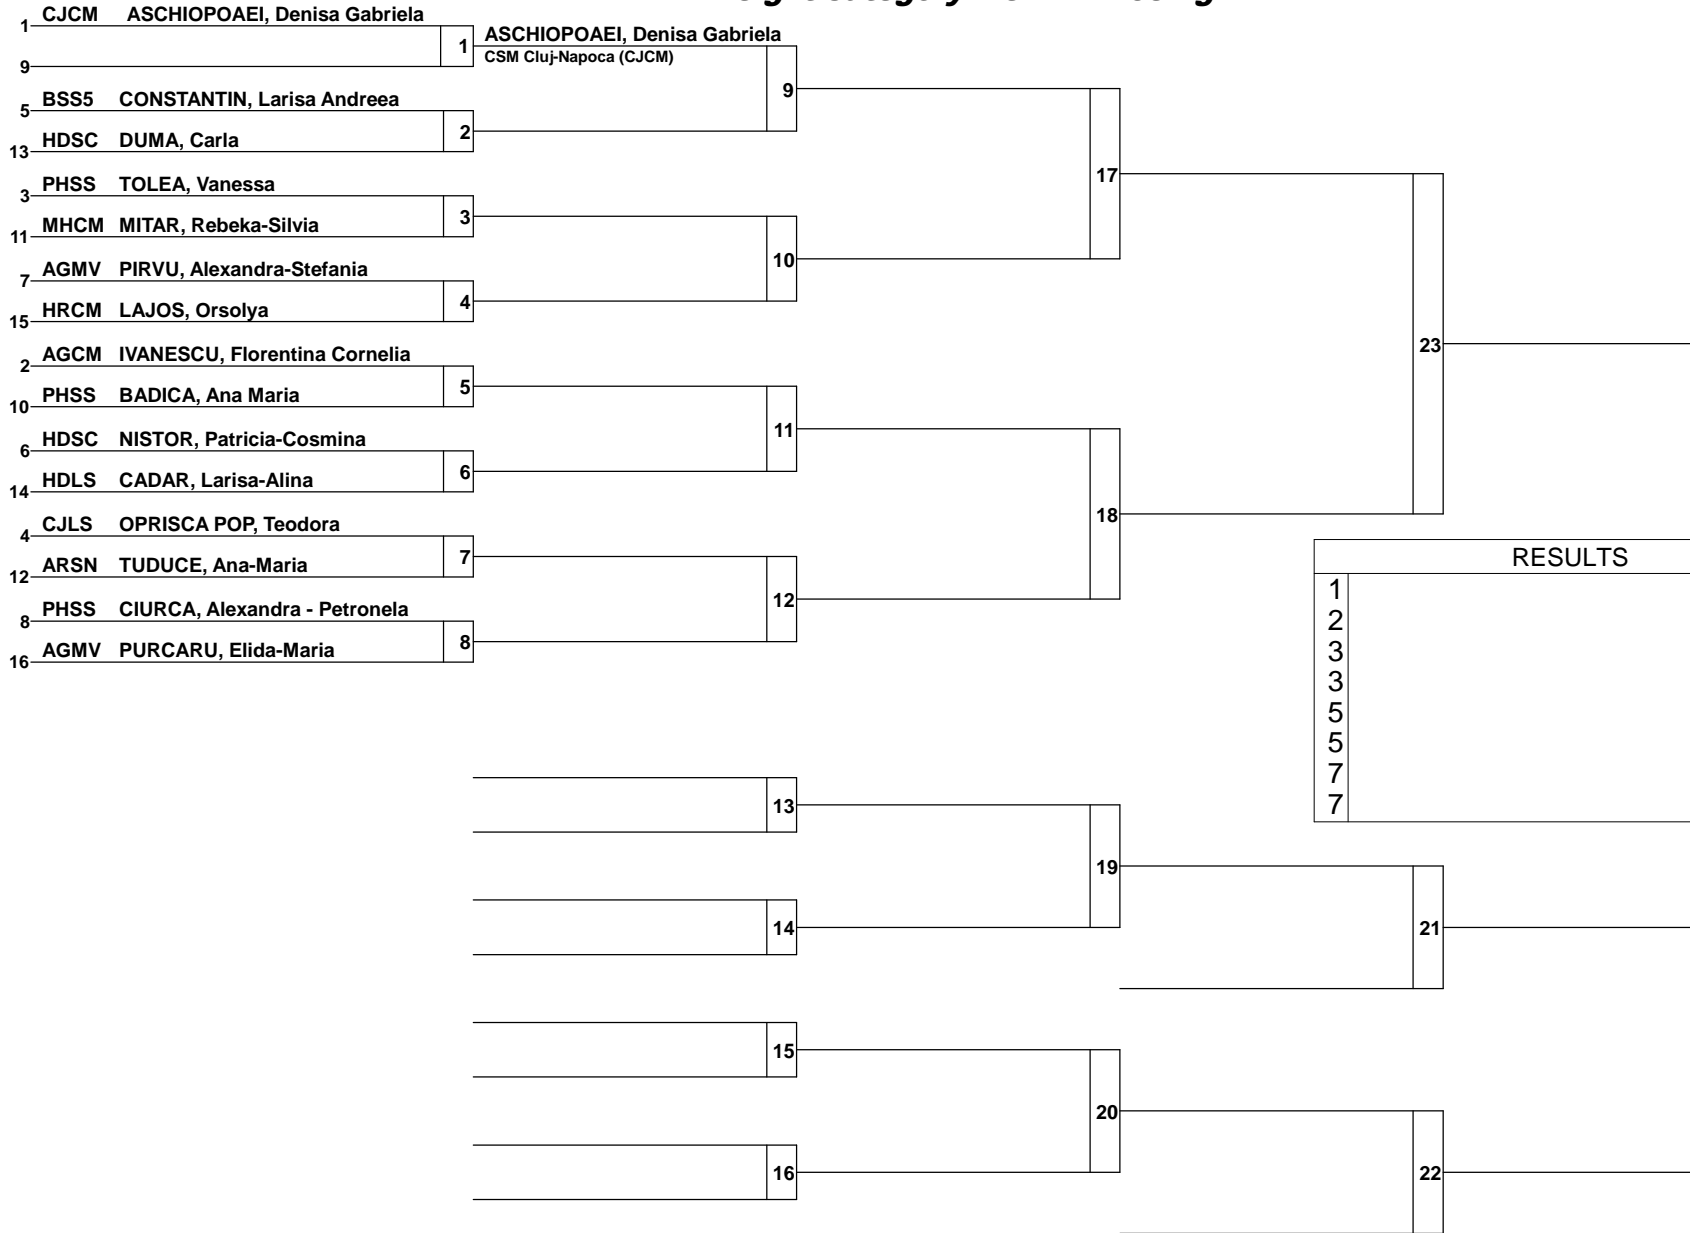 1 CJCM ASCHIOPOAEI, Denisa Gabriela
1 ASCHIOPOAEI, Denisa Gabriela
CSM Cluj-Napoca (CJCM)
9
9
5 BSS5 CONSTANTIN, Larisa Andreea
2
13 HDSC DUMA, Carla
17
3 PHSS TOLEA, Vanessa
3
11 MHCM MITAR, Rebeka-Silvia
10
7 AGMV PIRVU, Alexandra-Stefania
4
15 HRCM LAJOS, Orsolya
23
2 AGCM IVANESCU, Florentina Cornelia
5
10 PHSS BADICA, Ana Maria
11
6 HDSC NISTOR, Patricia-Cosmina
6
14 HDLS CADAR, Larisa-Alina
18
4 CJLS OPRISCA POP, Teodora
7
12 ARSN TUDUCE, Ana-Maria
12
8 PHSS CIURCA, Alexandra - Petronela
8
16 AGMV PURCARU, Elida-Maria
RESULTS
1
2
3
3
5
5
7
7
13
19
14
21
15
20
16
22